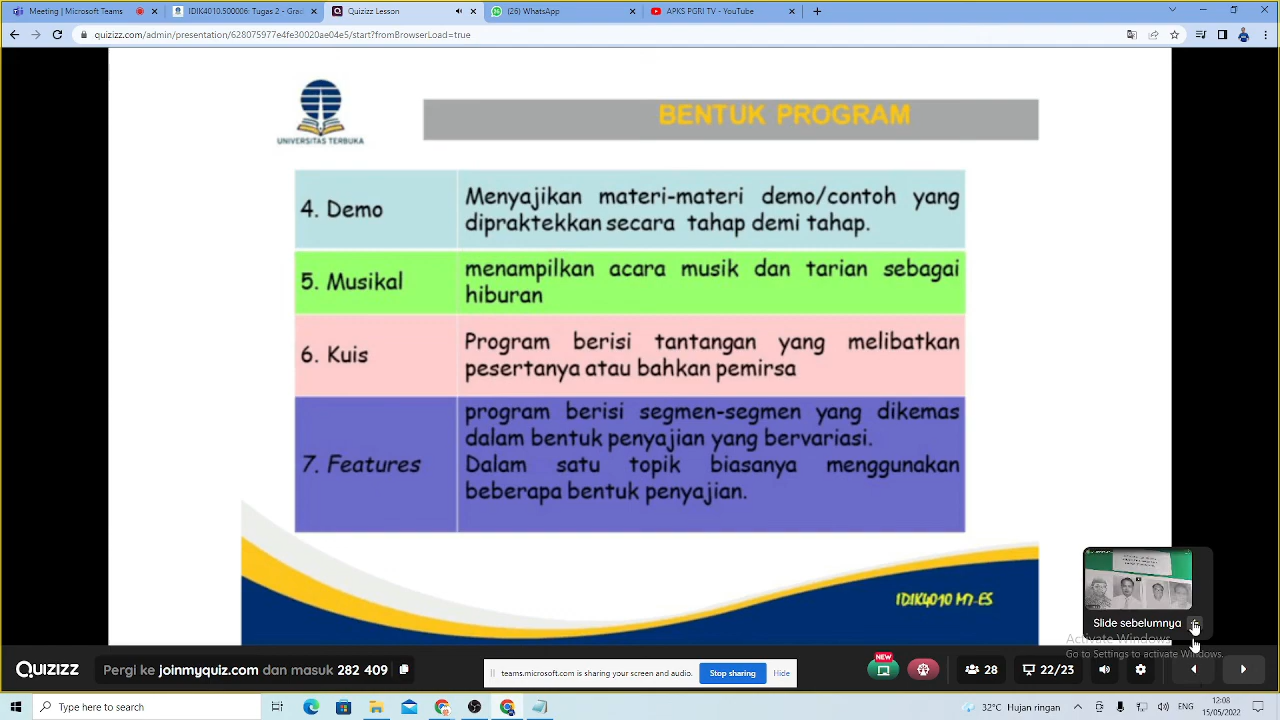 Meeting | Microsoft Teams
IDIK4010.500006: Tugas 2 - Grad
Quizizz Lesson
(26) WhatsApp
APKS PGRI TV - YouTube
quizizz.com/admin/presentation/628075977e4fe30020ae04e5/start?fromBrowserLoad=true
UNIVERSITAS TERBUKA
BENTUK PROGRAM
4. Demo
Menyajikan materi-materi demo/contoh yang
dipraktekkan secara tahap demi tahap.
5. Musikal
menampilkan acara musik dan tarian sebagai
hiburan
6. Kuis
Program berisi tantangan yang melibatkan
pesertanya atau bahkan pemirsa
7. Features
program berisi segmen-segmen yang dikemas
dalam bentuk penyajian yang bervariasi.
Dalam satu topik biasanya menggunakan
beberapa bentuk penyajian.
IDIK4010 M7-ES
Slide sebelumnya
Activate Windows
Go to Settings to activate Windows.
Quizizz
Pergi ke joinmyquiz.com dan masuk 282 409
teams.microsoft.com is sharing your screen and audio.
Stop sharing
Hide
NEW
28
22/23
Type here to search
32°C Hujan ringan
ENG
12:08
15/05/2022